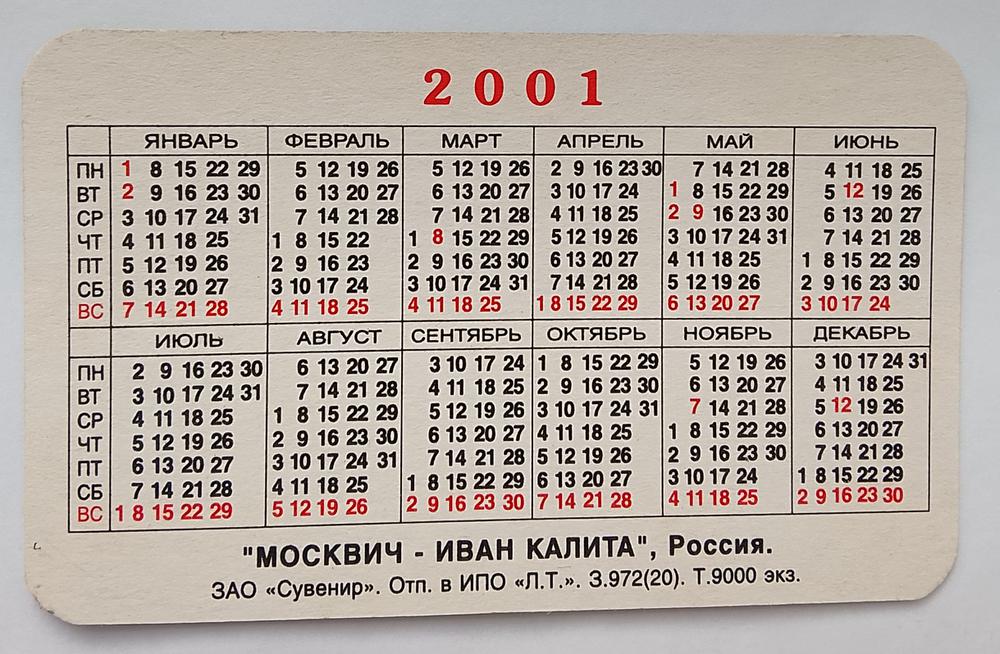 2001
ЯНВАРЬ ФЕВРАЛЬ МАРТ АПРЕЛЬ МАЙ ИЮНЬ
ПН 1 8 15 22 29 5 12 19 26 5 12 19 26 2 9 16 23 30 7 14 21 28 4 11 18 25
ВТ 2 9 16 23 30 6 13 20 27 6 13 20 27 3 10 17 24 1 8 15 22 29 5 12 19 26
СР 3 10 17 24 31 7 14 21 28 7 14 21 28 4 11 18 25 2 9 16 23 30 6 13 20 27
ЧТ 4 11 18 25 1 8 15 22 1 8 15 22 29 5 12 19 26 3 10 17 24 31 7 14 21 28
ПТ 5 12 19 26 2 9 16 23 2 9 16 23 30 6 13 20 27 4 11 18 25 1 8 15 22 29
СБ 6 13 20 27 3 10 17 24 3 10 17 24 31 7 14 21 28 5 12 19 26 2 9 16 23 30
ВС 7 14 21 28 4 11 18 25 4 11 18 25 1 8 15 22 29 6 13 20 27 3 10 17 24
ИЮЛЬ АВГУСТ СЕНТЯБРЬ ОКТЯБРЬ НОЯБРЬ ДЕКАБРЬ
ПН 2 9 16 23 30 6 13 20 27 3 10 17 24 1 8 15 22 29 5 12 19 26 3 10 17 24 31
ВТ 3 10 17 24 31 7 14 21 28 4 11 18 25 2 9 16 23 30 6 13 20 27 4 11 18 25
СР 4 11 18 25 1 8 15 22 29 5 12 19 26 3 10 17 24 31 7 14 21 28 5 12 19 26
ЧТ 5 12 19 26 2 9 16 23 30 6 13 20 27 4 11 18 25 1 8 15 22 29 6 13 20 27
ПТ 6 13 20 27 3 10 17 24 31 7 14 21 28 5 12 19 26 2 9 16 23 30 7 14 21 28
СБ 7 14 21 28 4 11 18 25 1 8 15 22 29 6 13 20 27 3 10 17 24 1 8 15 22 29
ВС 1 8 15 22 29 5 12 19 26 2 9 16 23 30 7 14 21 28 4 11 18 25 2 9 16 23 30
"МОСКВИЧ - ИВАН КАЛИТА", Россия.
ЗАО «Сувенир». Отп. в ИПО «Л.Т.». З.972(20). Т.9000 экз.